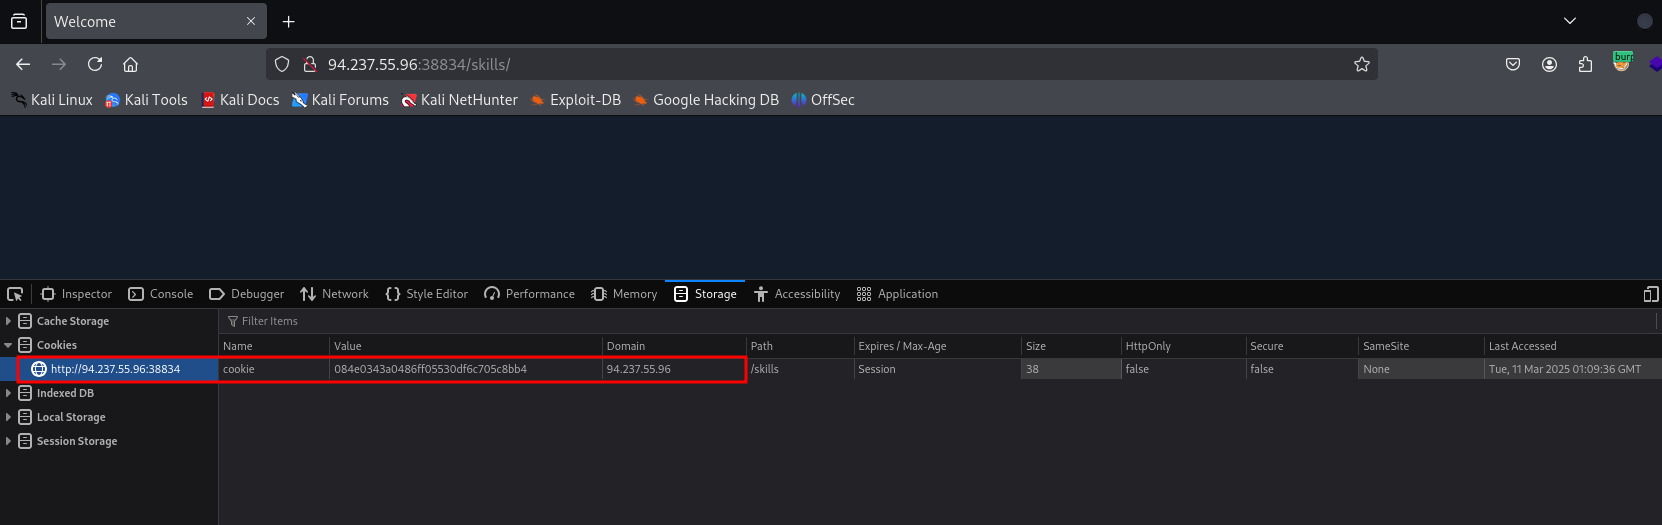 Welcome
94.237.55.96:38834/skills/
burp
Kali Linux Kali Tools Kali Docs Kali Forums Kali NetHunter Exploit-DB Google Hacking DB OffSec
Inspector Console Debugger Network Style Editor Performance Memory Storage Accessibility Application
Cache Storage Filter Items
Cookies Name Value Domain Path Expires / Max-Age Size HttpOnly Secure SameSite Last Accessed
http://94.237.55.96:38834 cookie 084e0343a0486ff05530df6c705c8bb4 94.237.55.96 /skills Session 38 false false None Tue, 11 Mar 2025 01:09:36 GMT
Indexed DB
Local Storage
Session Storage